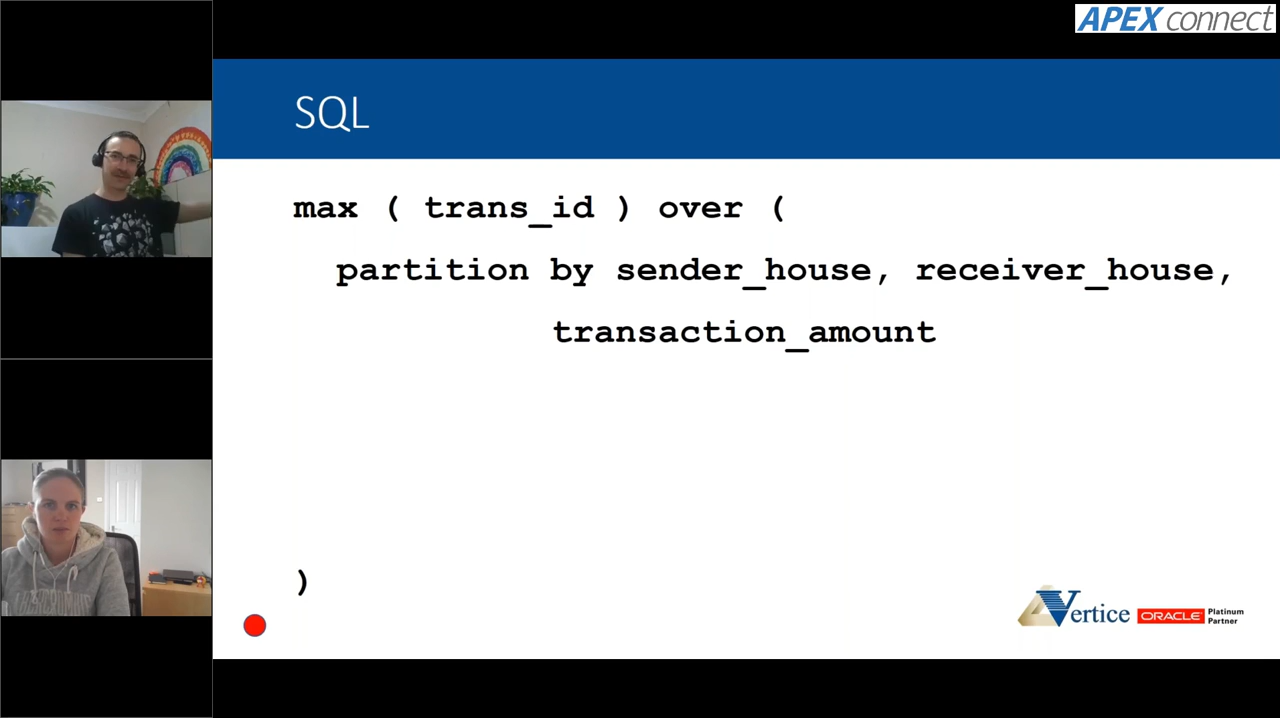 APEX connect
SQL
max ( trans_id ) over (
partition by sender_house, receiver_house,
transaction_amount
)
Vertice ORACLE Platinum
Partner